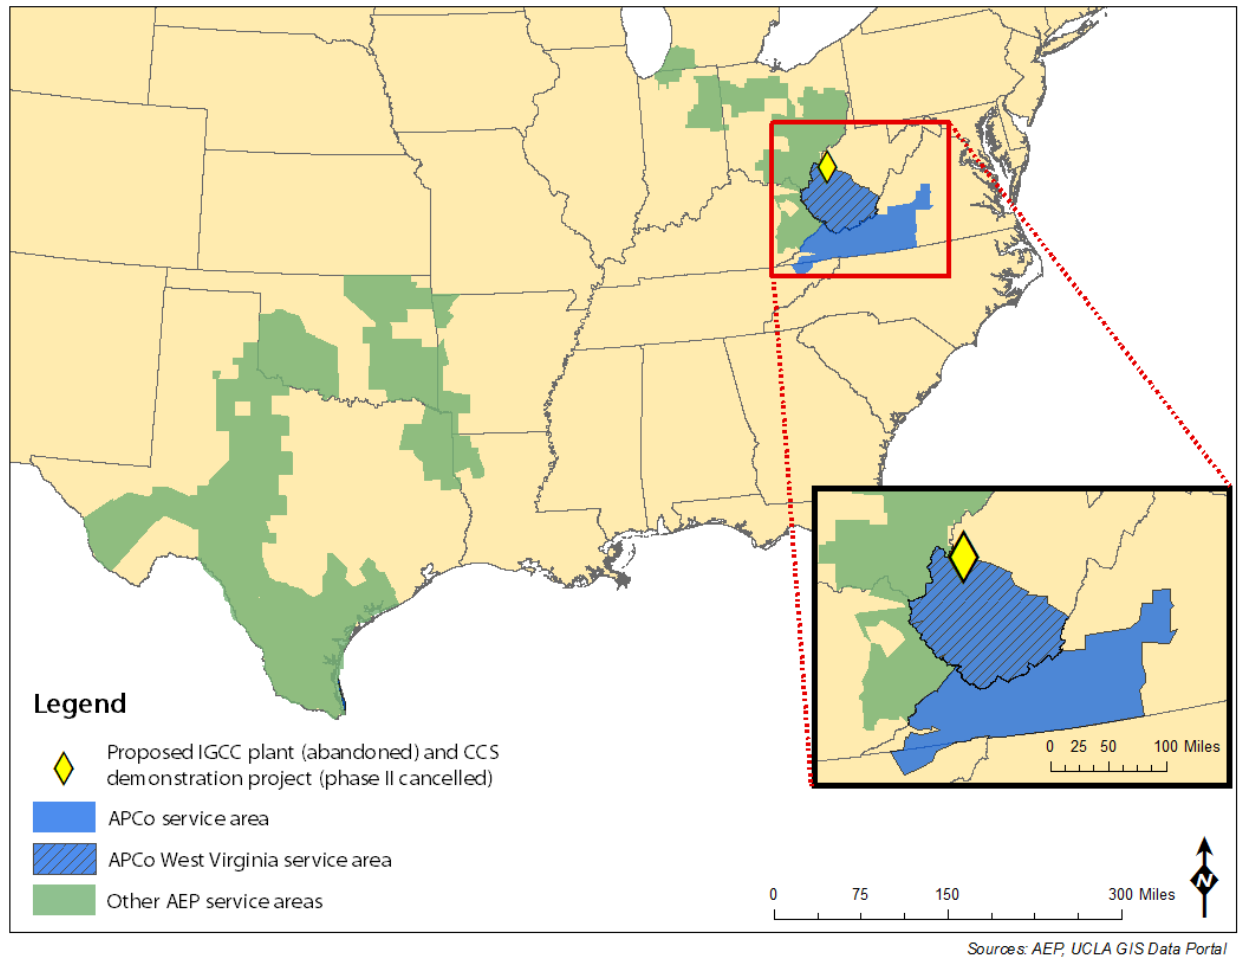 0 25 50 100 Miles
Legend
Proposed IGCC plant (abandoned) and CCS
demonstration project (phase II cancelled)
APCo service area
APCo West Virginia service area
Other AEP service areas
0 75 150 300 Miles
N
Sources: AEP, UCLA GIS Data Portal